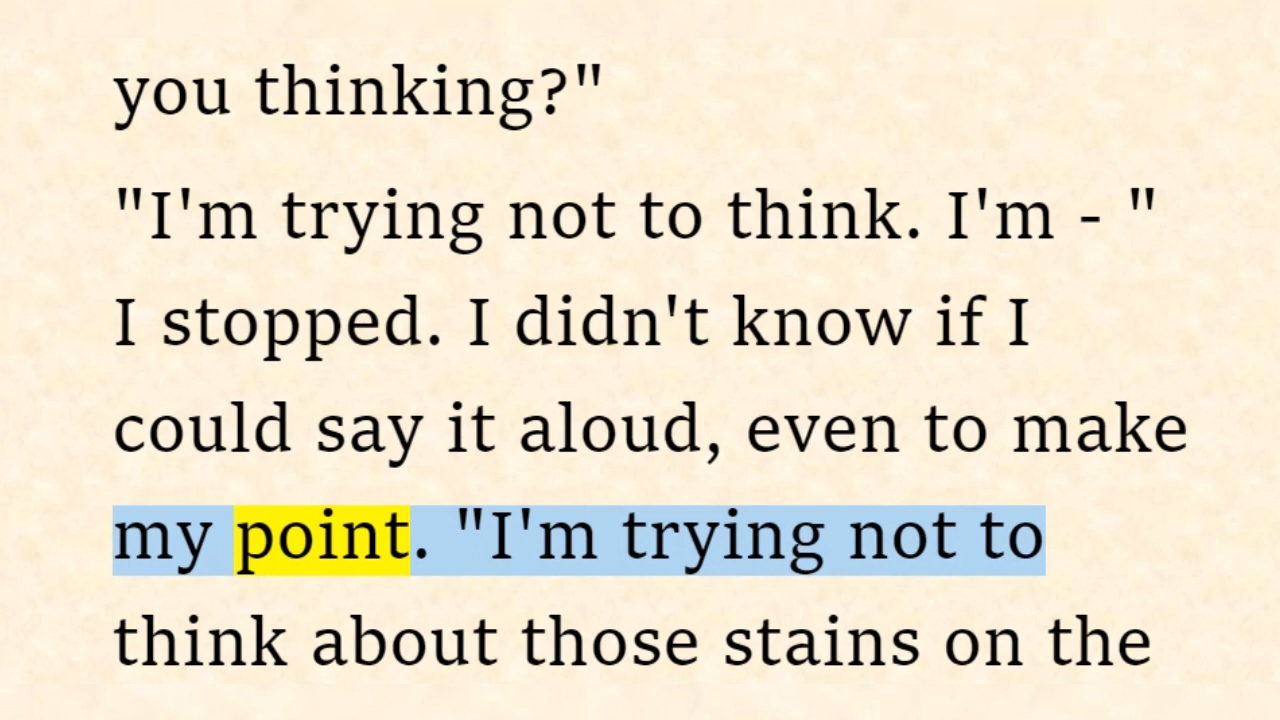 you thinking?"
"I'm trying not to think. I'm - "
I stopped. I didn't know if I
could say it aloud, even to make
my point. "I'm trying not to
think about those stains on the